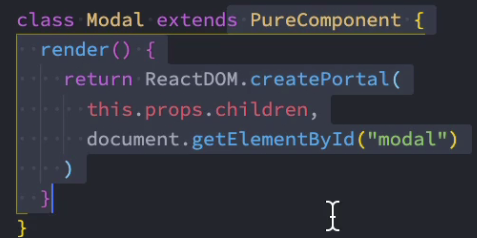 class Modal extends PureComponent {
render() {
return ReactDOM.createPortal(
this.props.children,
document.getElementById("modal")
)
}
}